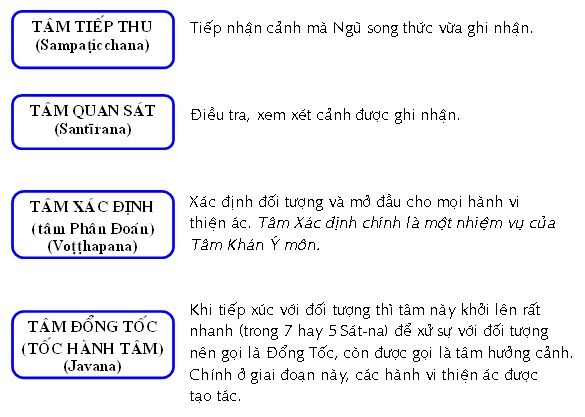 TÂM TIẾP THU
(Sampaṭicchana)
Tiếp nhận cảnh mà Ngũ song thức vừa ghi nhận.
TÂM QUAN SÁT
(Santīrana)
Điều tra, xem xét cảnh được ghi nhận.
TÂM XÁC ĐỊNH
(tâm Phân Đoán)
(Voṭṭhapana)
Xác định đối tượng và mở đầu cho mọi hành vi
thiện ác. Tâm Xác định chính là một nhiệm vụ của
Tâm Khán Ý môn.
TÂM ĐỔNG TỐC
(TỐC HÀNH TÂM)
(Javana)
Khi tiếp xúc với đối tượng thì tâm này khởi lên rất
nhanh (trong 7 hay 5 Sát-na) để xử sự với đối tượng
nên gọi là Đổng Tốc, còn được gọi là tâm hưởng cảnh.
Chính ở giai đoạn này, các hành vi thiện ác được
tạo tác.